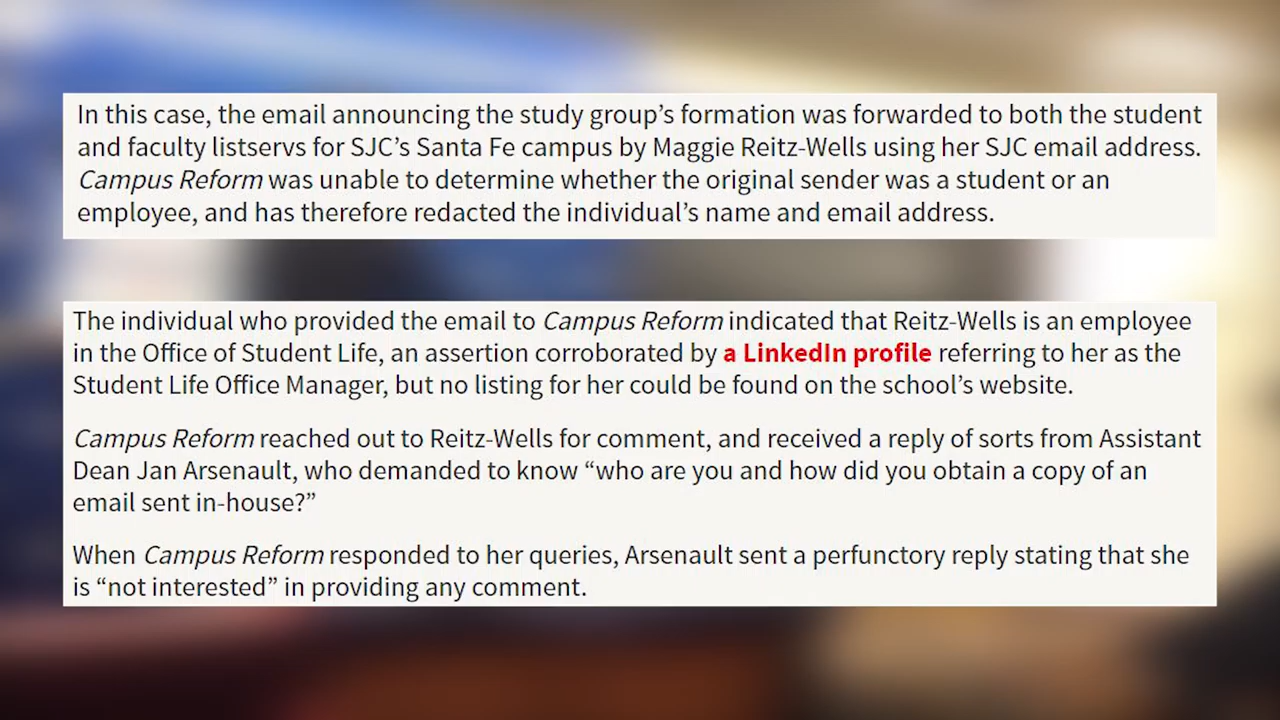 In this case, the email announcing the study group’s formation was forwarded to both the student
and faculty listservs for SJC’s Santa Fe campus by Maggie Reitz-Wells using her SJC email address.
Campus Reform was unable to determine whether the original sender was a student or an
employee, and has therefore redacted the individual’s name and email address.
The individual who provided the email to Campus Reform indicated that Reitz-Wells is an employee
in the Office of Student Life, an assertion corroborated by a LinkedIn profile referring to her as the
Student Life Office Manager, but no listing for her could be found on the school’s website.
Campus Reform reached out to Reitz-Wells for comment, and received a reply of sorts from Assistant
Dean Jan Arsenault, who demanded to know “who are you and how did you obtain a copy of an
email sent in-house?”
When Campus Reform responded to her queries, Arsenault sent a perfunctory reply stating that she
is “not interested” in providing any comment.